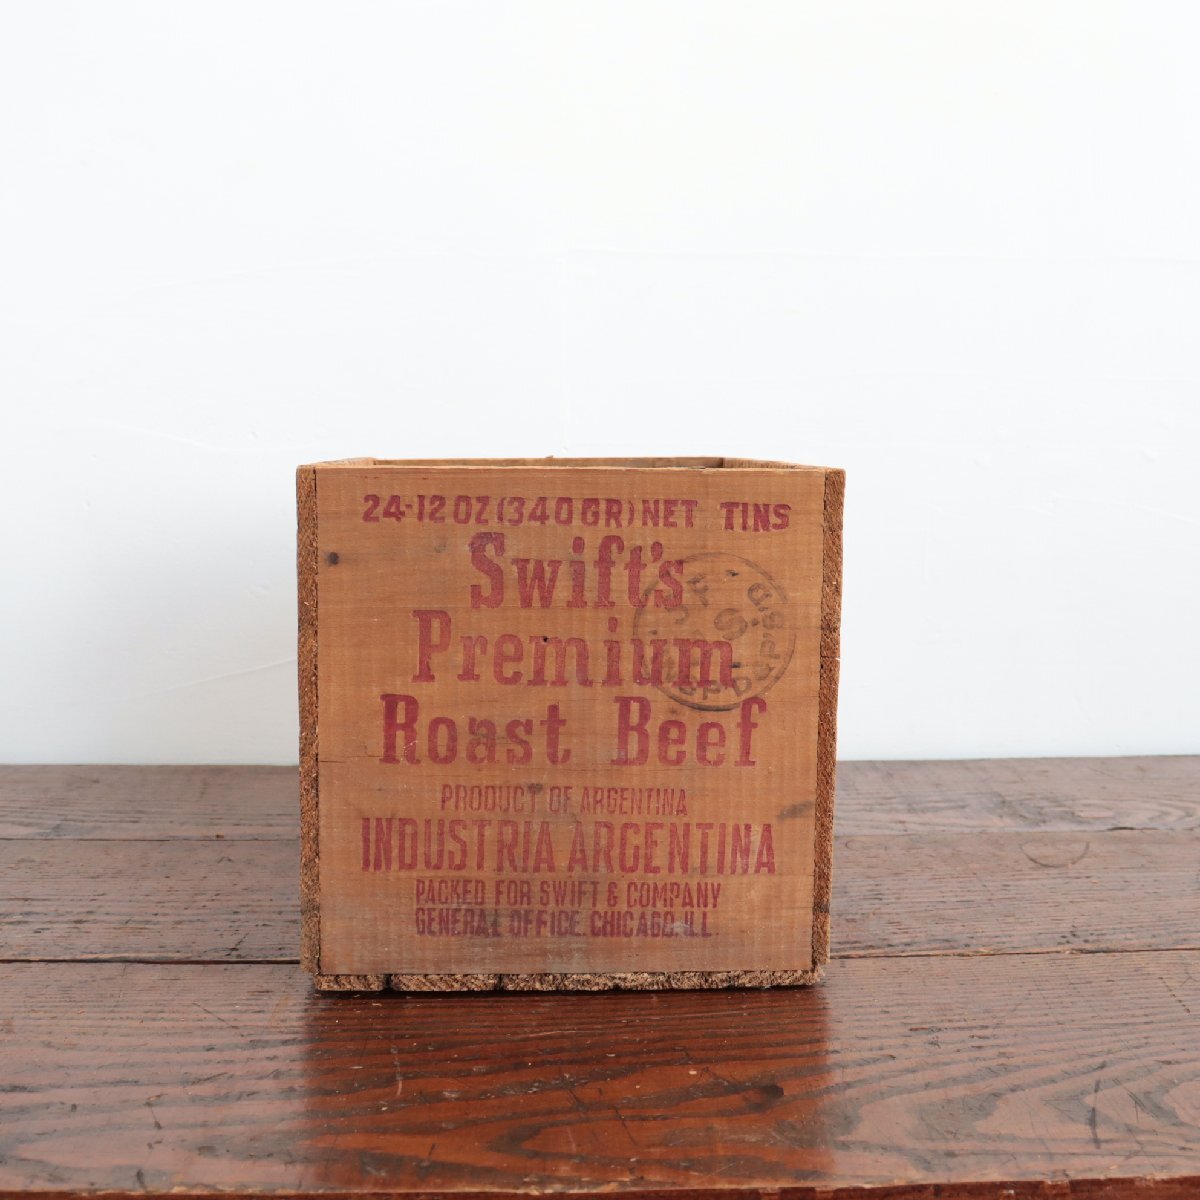 24-12 OZ (340 GR) NET TINS
Swift's
Premium
Roast Beef
PRODUCT OF ARGENTINA
INDUSTRIA ARGENTINA
PACKED FOR SWIFT & COMPANY
GENERAL OFFICE. CHICAGO. ILL.